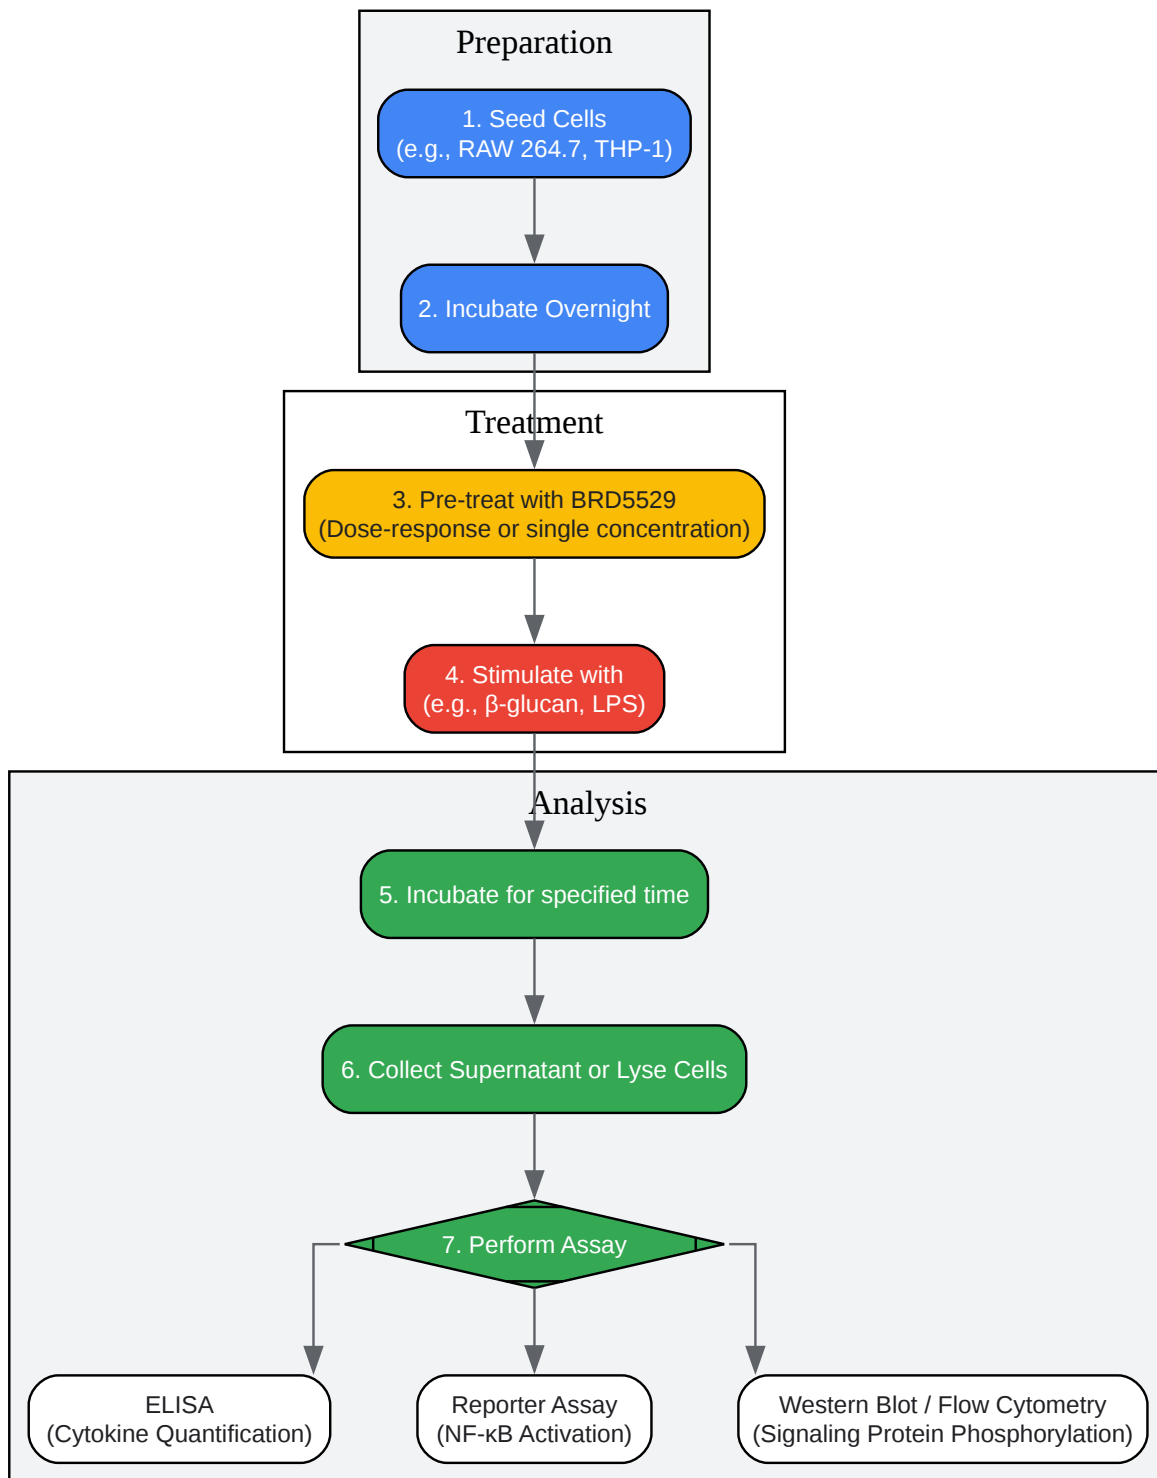 Preparation
1. Seed Cells
(e.g., RAW 264.7, THP-1)
2. Incubate Overnight
Treatment
3. Pre-treat with BRD5529
(Dose-response or single concentration)
4. Stimulate with
(e.g., β-glucan, LPS)
Analysis
5. Incubate for specified time
6. Collect Supernatant or Lyse Cells
7. Perform Assay
ELISA
(Cytokine Quantification)
Reporter Assay
(NF-κB Activation)
Western Blot / Flow Cytometry
(Signaling Protein Phosphorylation)